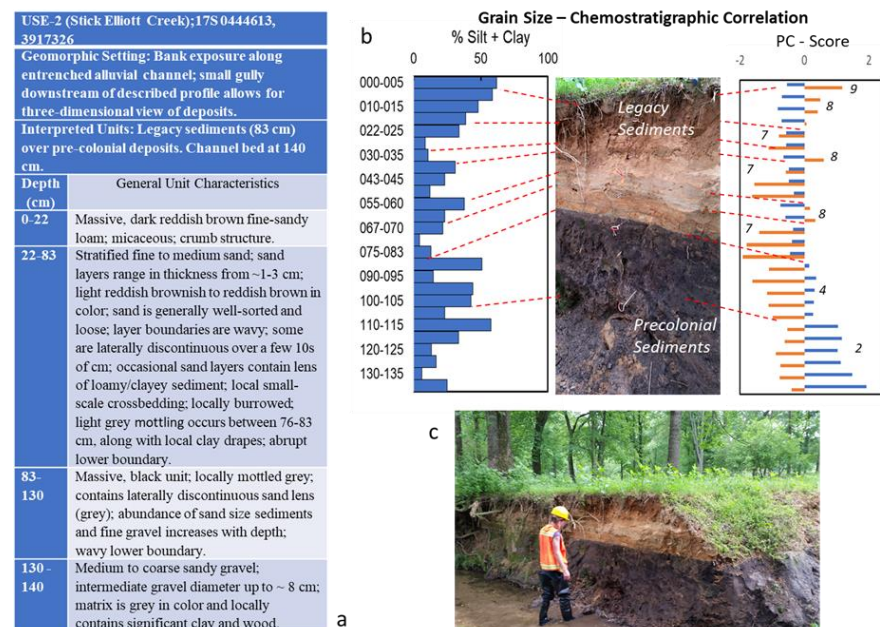 USE-2 (Stick Elliott Creek);17S 0444613,
3917326
Geomorphic Setting: Bank exposure along
entrenched alluvial channel; small gully
downstream of described profile allows for
three-dimensional view of deposits.
Interpreted Units: Legacy sediments (83 cm)
over pre-colonial deposits. Channel bed at 140
cm.
Depth
(cm)
General Unit Characteristics
0-22
Massive, dark reddish brown fine-sandy
loam; micaceous; crumb structure.
22-83
Stratified fine to medium sand; sand
layers range in thickness from ~1-3 cm;
light reddish brownish to reddish brown in
color; sand is generally well-sorted and
loose; layer boundaries are wavy; some
are laterally discontinuous over a few 10s
of cm; occasional sand layers contain lens
of loamy/clayey sediment; local small-
scale crossbedding; locally burrowed;
light grey mottling occurs between 76-83
cm, along with local clay drapes; abrupt
lower boundary.
83-
130
Massive, black unit; locally mottled grey;
contains laterally discontinuous sand lens
(grey); abundance of sand size sediments
and fine gravel increases with depth;
wavy lower boundary.
130 -
140
Medium to coarse sandy gravel;
intermediate gravel diameter up to ~ 8 cm;
matrix is grey in color and locally
contains significant clay and wood.
a
Grain Size – Chemostratigraphic Correlation
b
% Silt + Clay
0 50 100
000-005
010-015
022-025
030-035
043-045
055-060
067-070
075-083
090-095
100-105
110-115
120-125
130-135
Legacy
Sediments
Precolonial
Sediments
PC - Score
-2 0 2
9
8
7
8
7
8
7
4
2
c